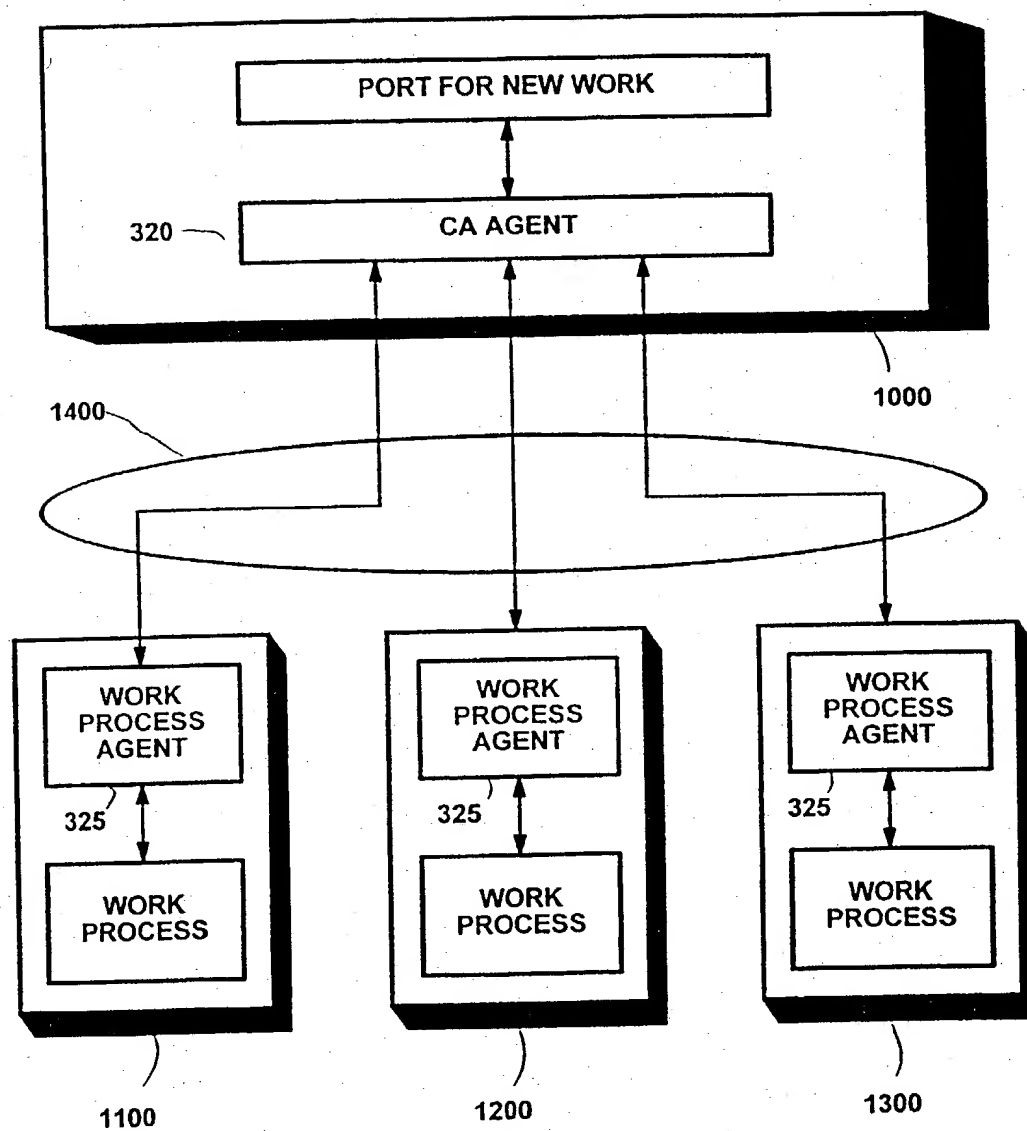 PORT FOR NEW WORK
320
CA AGENT
1000
1400
WORK
PROCESS
AGENT
325
WORK
PROCESS
1100
WORK
PROCESS
AGENT
325
WORK
PROCESS
1200
WORK
PROCESS
AGENT
325
WORK
PROCESS
1300